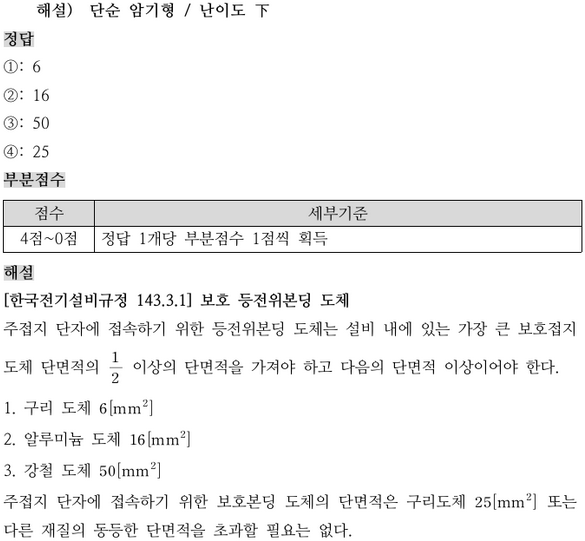 해설) 단순 암기형 / 난이도 下
정답
①: 6
②: 16
③: 50
④: 25
부분점수
점수 세부기준
4점~0점 정답 1개당 부분점수 1점씩 획득
해설
[한국전기설비규정 143.3.1] 보호 등전위본딩 도체
주접지 단자에 접속하기 위한 등전위본딩 도체는 설비 내에 있는 가장 큰 보호접지
도체 단면적의 1/2 이상의 단면적을 가져야 하고 다음의 단면적 이상이어야 한다.
1. 구리 도체 6[mm²]
2. 알루미늄 도체 16[mm²]
3. 강철 도체 50[mm²]
주접지 단자에 접속하기 위한 보호본딩 도체의 단면적은 구리도체 25[mm²] 또는
다른 재질의 동등한 단면적을 초과할 필요는 없다.